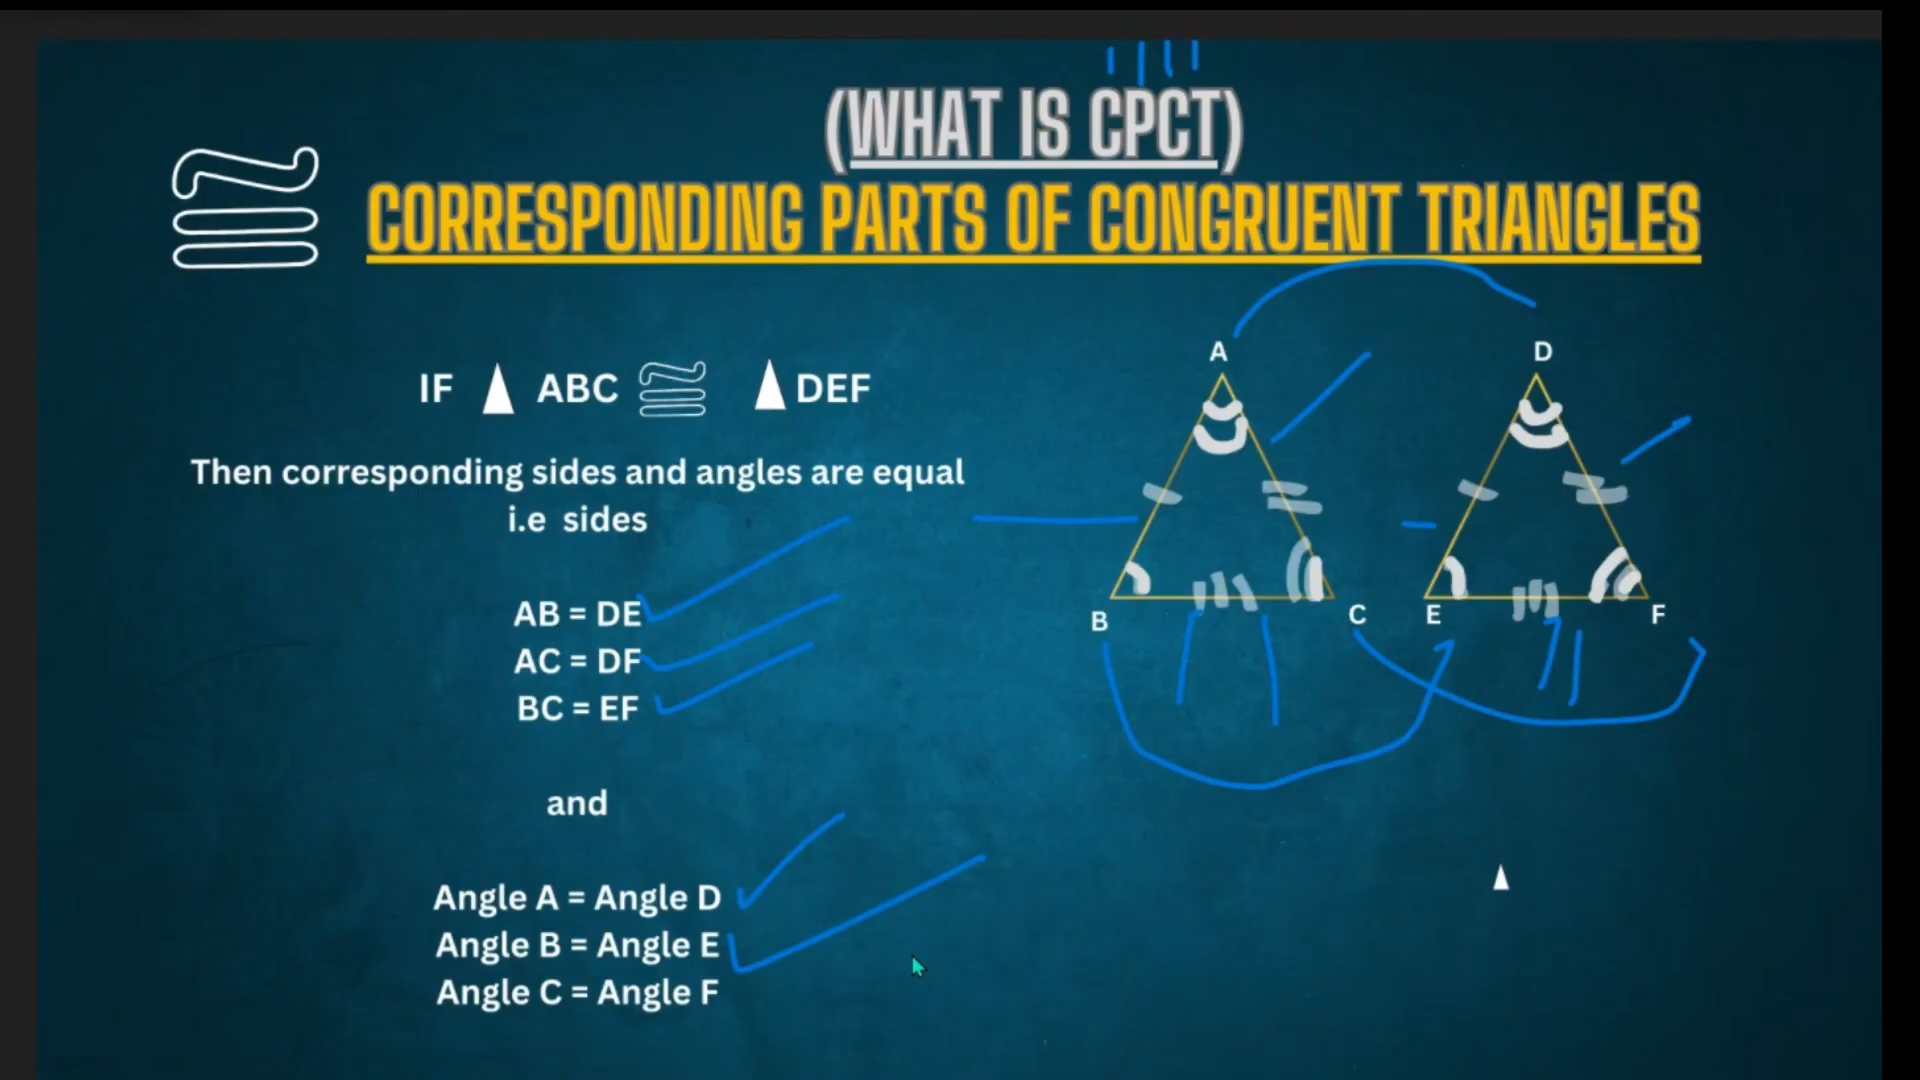 (WHAT IS CPCT)
≅ CORRESPONDING PARTS OF CONGRUENT TRIANGLES
IF ▲ ABC ≅ ▲ DEF
Then corresponding sides and angles are equal
i.e sides
AB = DE
AC = DF
BC = EF
and
Angle A = Angle D
Angle B = Angle E
Angle C = Angle F
A D
B C E F